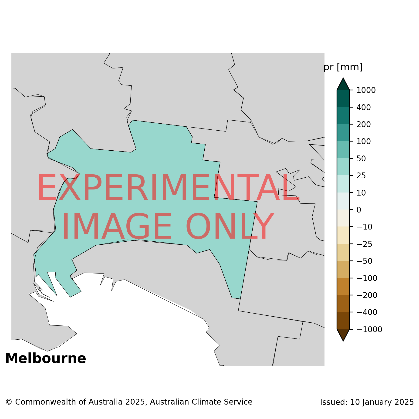 pr [mm]
1000
400
200
100
50
25
10
0
−10
−25
−50
−100
−200
−400
−1000
EXPERIMENTAL
IMAGE ONLY
Melbourne
© Commonwealth of Australia 2025, Australian Climate Service
Issued: 10 January 2025